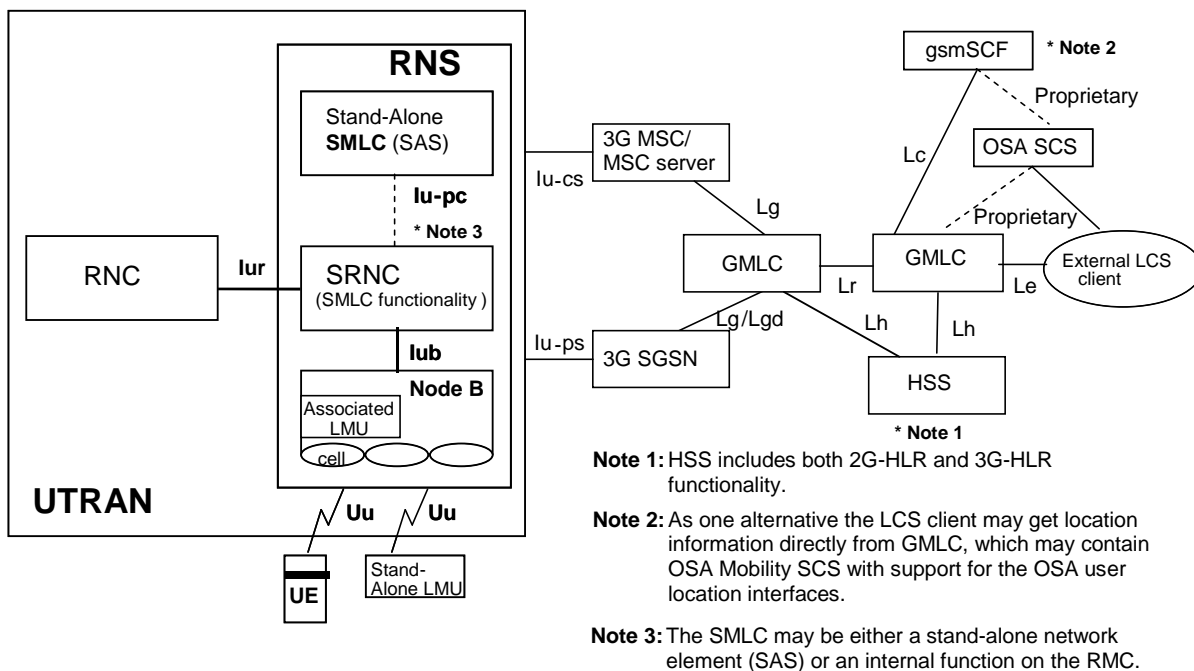 RNS
Stand-Alone
SMLC (SAS)
Iu-pc
* Note 3
RNC
Iur
SRNC
(SMLC functionality )
Iub
Node B
Associated
LMU
cell
UTRAN
Uu
Uu
UE
Stand-
Alone LMU
Iu-cs
3G MSC/
MSC server
Lg
GMLC
Lr
Lg/Lgd
Iu-ps
3G SGSN
Lh
Lh
HSS
* Note 1
gsmSCF
* Note 2
Proprietary
Lc
OSA SCS
Proprietary
GMLC
Le
External LCS
client
Note 1: HSS includes both 2G-HLR and 3G-HLR
functionality.
Note 2: As one alternative the LCS client may get location
information directly from GMLC, which may contain
OSA Mobility SCS with support for the OSA user
location interfaces.
Note 3: The SMLC may be either a stand-alone network
element (SAS) or an internal function on the RMC.